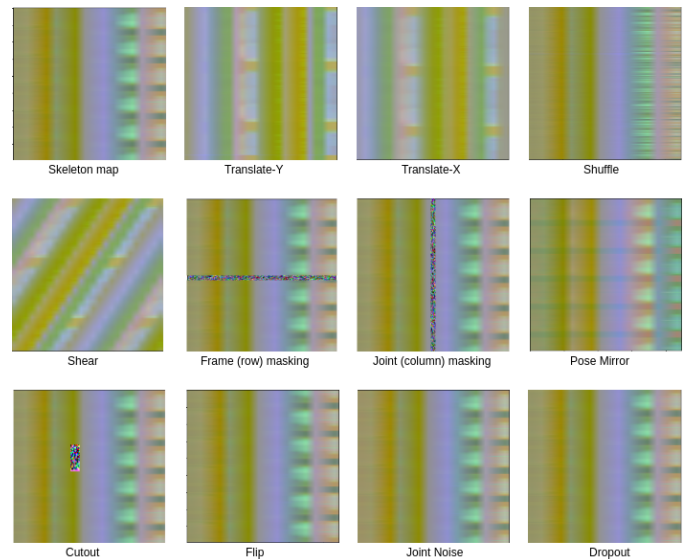 Skeleton map
Translate-Y
Translate-X
Shuffle
Shear
Frame (row) masking
Joint (column) masking
Pose Mirror
Cutout
Flip
Joint Noise
Dropout